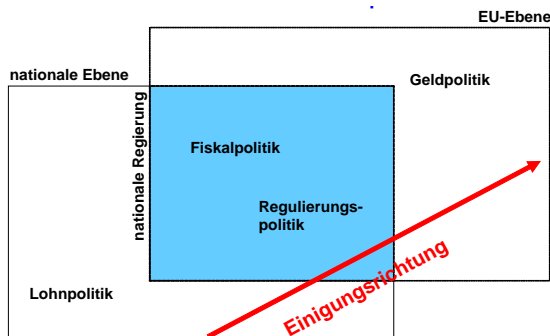 EU-Ebene
nationale Ebene
Geldpolitik
nationale Regierung
Fiskalpolitik
Regulierungs-
politik
Einigungsrichtung
Lohnpolitik